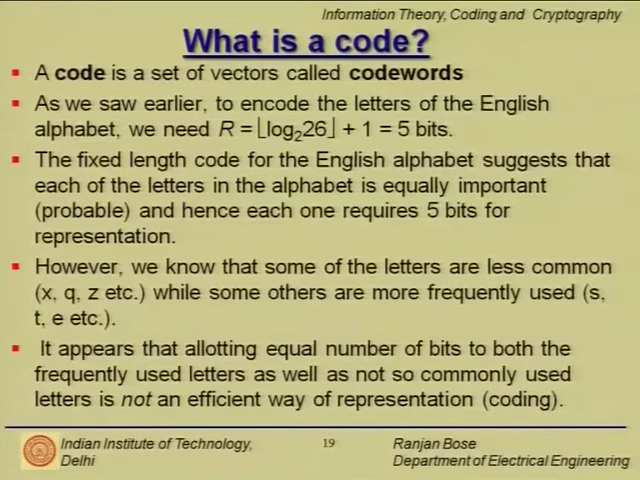 Information Theory, Coding and Cryptography
What is a code?
▪ A code is a set of vectors called codewords
▪ As we saw earlier, to encode the letters of the English
alphabet, we need R = ⌊log₂26⌋ + 1 = 5 bits.
▪ The fixed length code for the English alphabet suggests that
each of the letters in the alphabet is equally important
(probable) and hence each one requires 5 bits for
representation.
▪ However, we know that some of the letters are less common
(x, q, z etc.) while some others are more frequently used (s,
t, e etc.).
▪ It appears that allotting equal number of bits to both the
frequently used letters as well as not so commonly used
letters is not an efficient way of representation (coding).
Indian Institute of Technology,
Delhi
19
Ranjan Bose
Department of Electrical Engineering